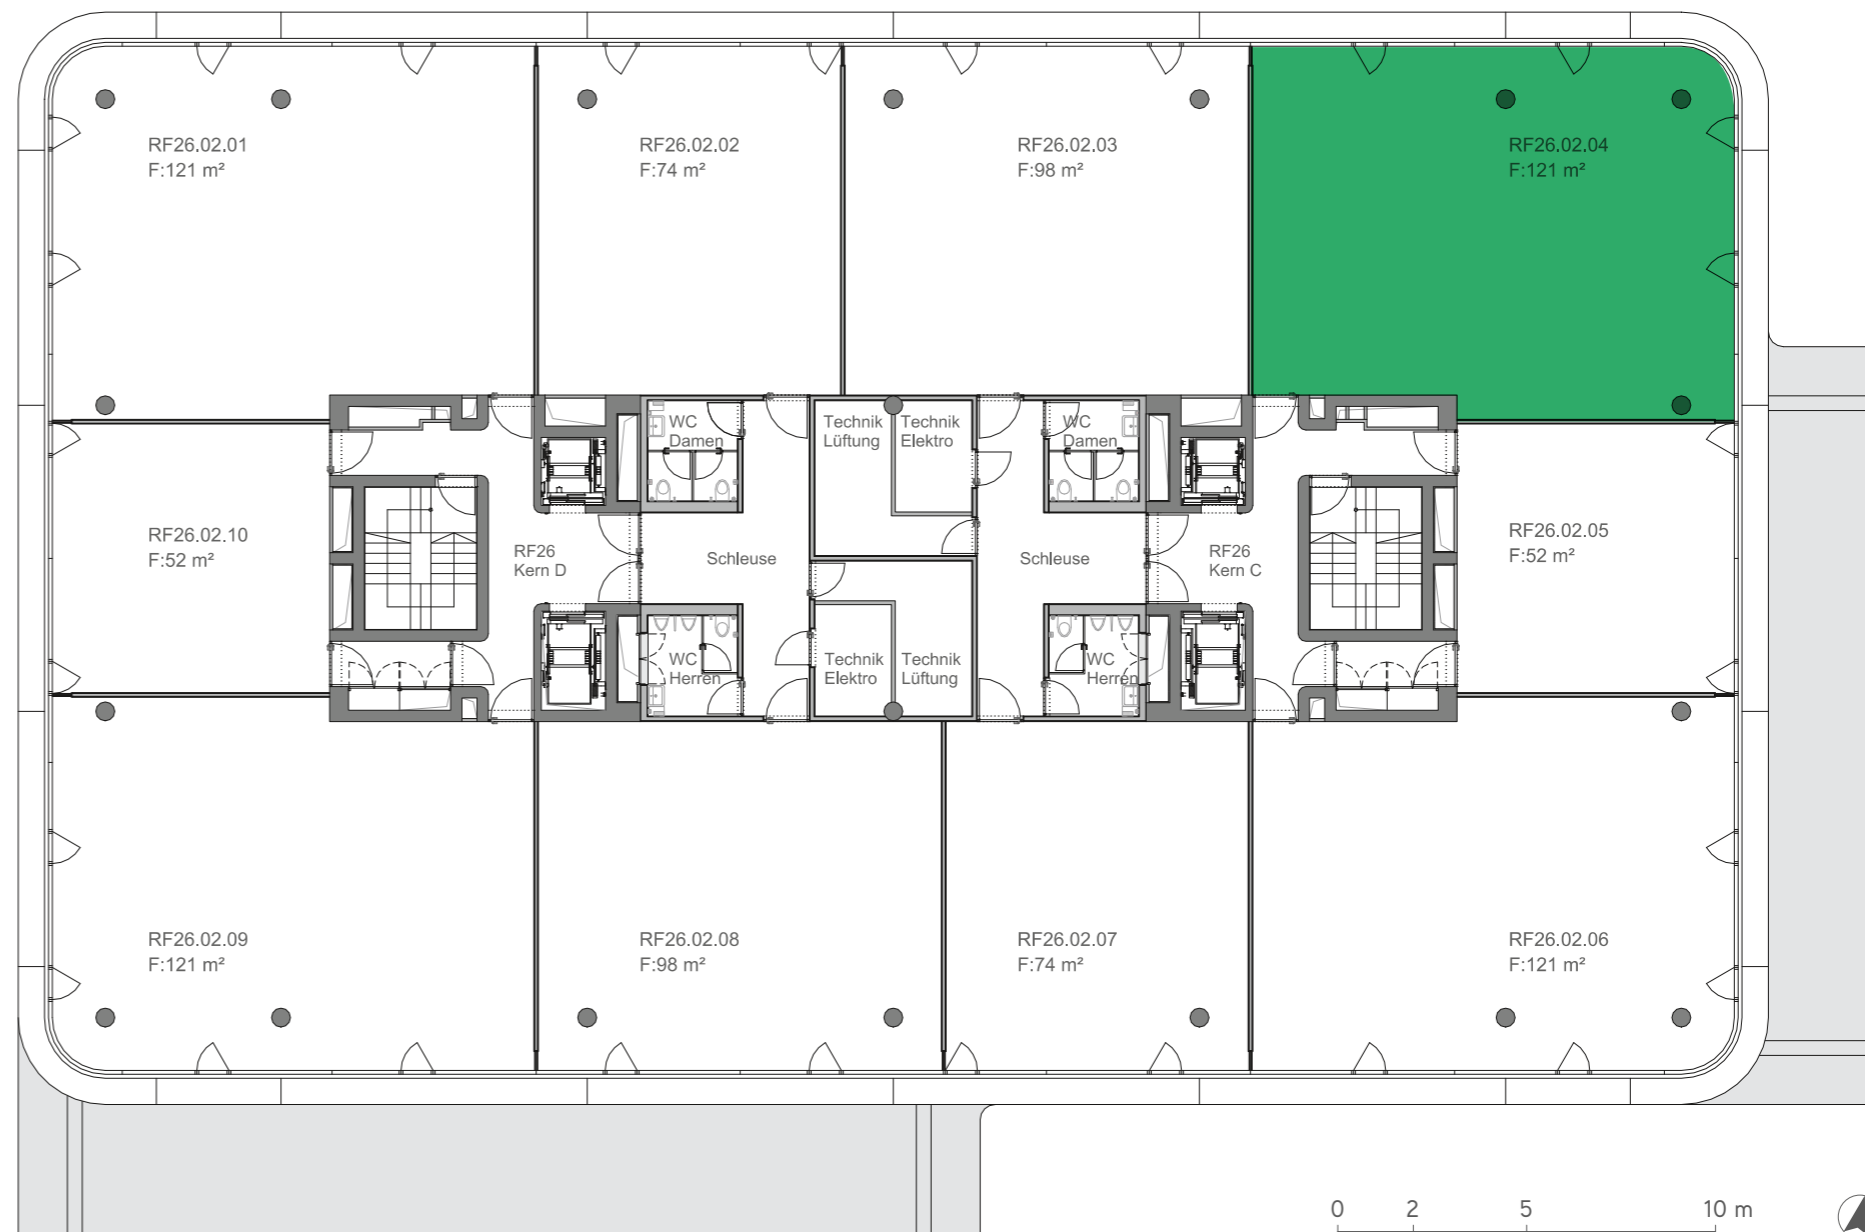 RF26.02.01
F:121 m²
RF26.02.02
F:74 m²
RF26.02.03
F:98 m²
RF26.02.04
F:121 m²
WC
Damen
Technik
Lüftung
Technik
Elektro
WC
Damen
RF26.02.10
F:52 m²
RF26
Kern D
Schleuse
Schleuse
RF26
Kern C
RF26.02.05
F:52 m²
WC
Herren
Technik
Elektro
Technik
Lüftung
WC
Herren
RF26.02.09
F:121 m²
RF26.02.08
F:98 m²
RF26.02.07
F:74 m²
RF26.02.06
F:121 m²
0 2 5 10 m